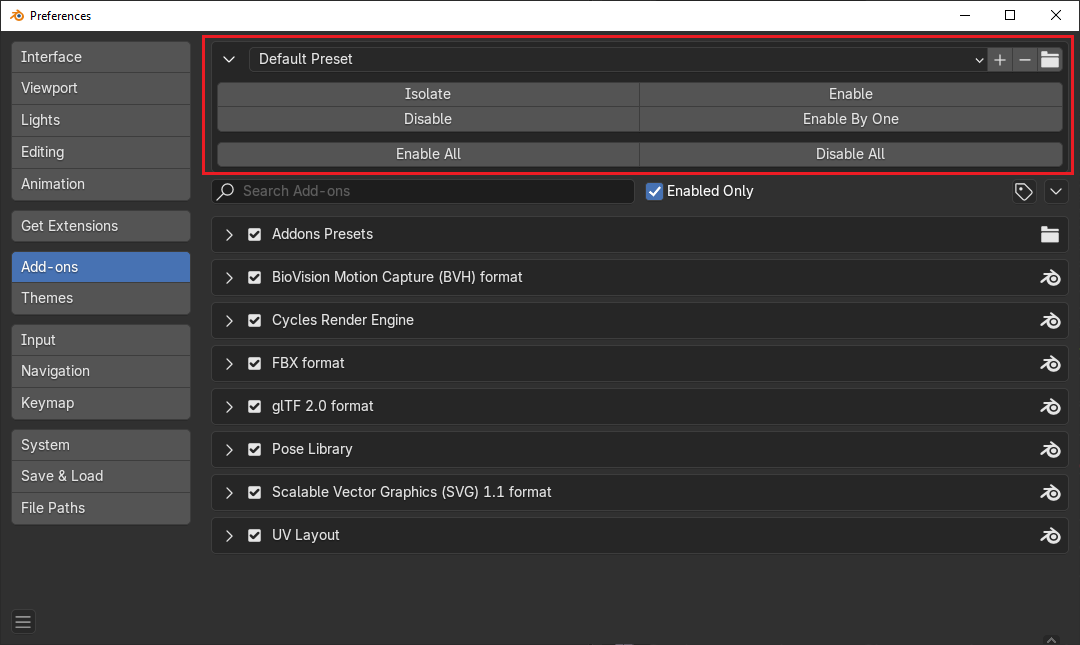 Preferences
Interface
Viewport
Lights
Editing
Animation
Get Extensions
Add-ons
Themes
Input
Navigation
Keymap
System
Save & Load
File Paths
Default Preset
Isolate
Enable
Disable
Enable By One
Enable All
Disable All
Search Add-ons
Enabled Only
Addons Presets
BioVision Motion Capture (BVH) format
Cycles Render Engine
FBX format
glTF 2.0 format
Pose Library
Scalable Vector Graphics (SVG) 1.1 format
UV Layout